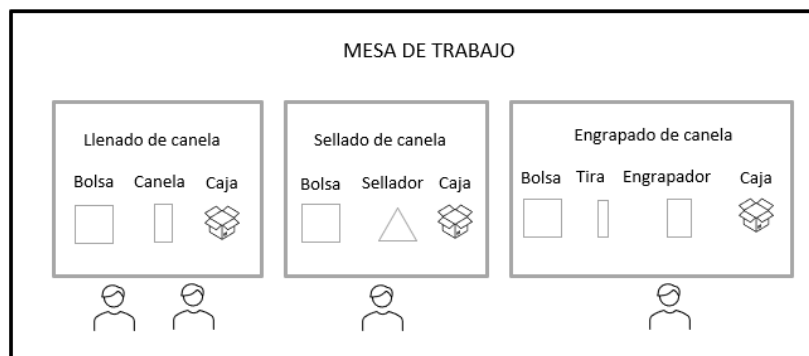 MESA DE TRABAJO
Llenado de canela
Bolsa Canela Caja
Sellado de canela
Bolsa Sellador Caja
Engrapado de canela
Bolsa Tira Engrapador Caja